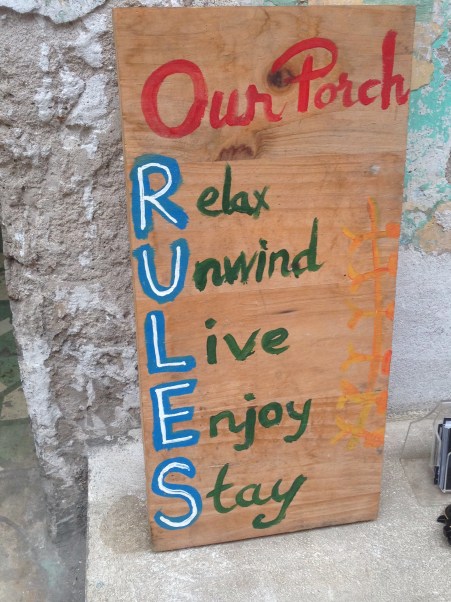 Our Porch
Relax
Unwind
Live
Enjoy
Stay